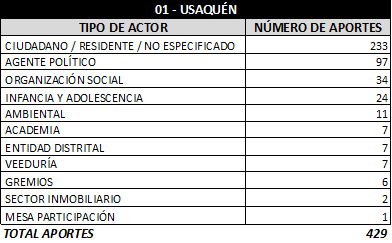 01 - USAQUÉN
TIPO DE ACTOR NÚMERO DE APORTES
CIUDADANO / RESIDENTE / NO ESPECIFICADO 233
AGENTE POLÍTICO 97
ORGANIZACIÓN SOCIAL 34
INFANCIA Y ADOLESCENCIA 24
AMBIENTAL 11
ACADEMIA 7
ENTIDAD DISTRITAL 7
VEEDURÍA 7
GREMIOS 6
SECTOR INMOBILIARIO 2
MESA PARTICIPACIÓN 1
TOTAL APORTES 429